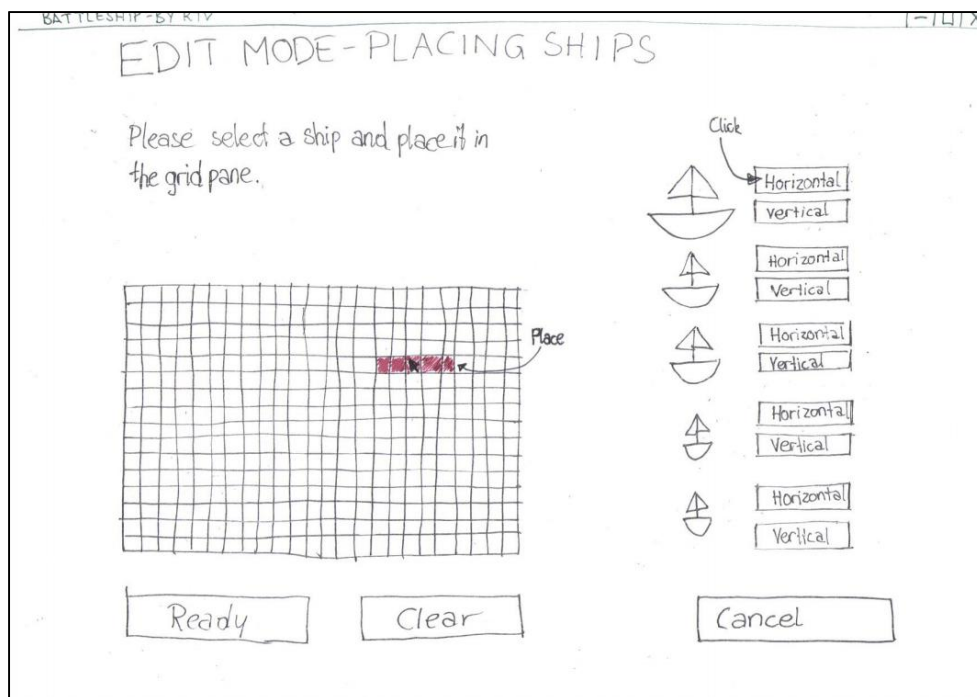 BATTLESHIP-BY KTV
EDIT MODE-PLACING SHIPS
Please select a ship and place it in
the grid pane.
Click
Horizontal
Vertical
Horizontal
Vertical
Place
Horizontal
Vertical
Horizontal
Vertical
Horizontal
Vertical
Ready
Clear
Cancel